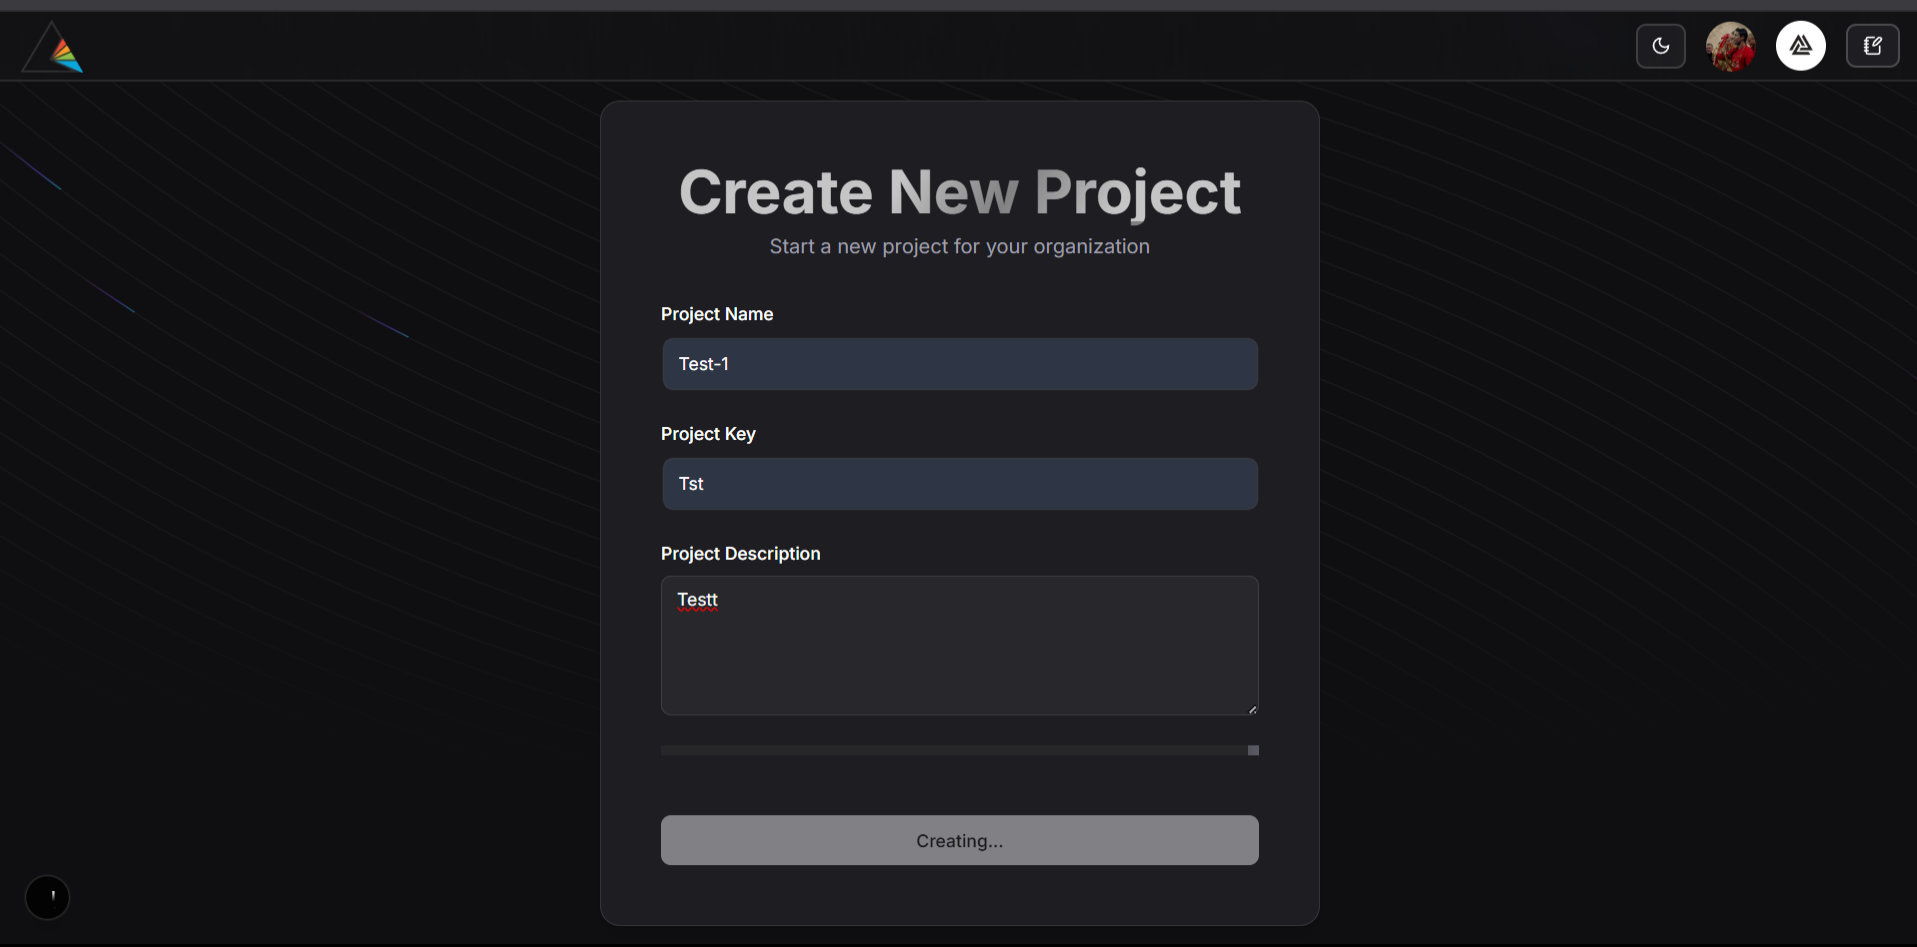 Create New Project
Start a new project for your organization
Project Name
Test-1
Project Key
Tst
Project Description
Testt
Creating...